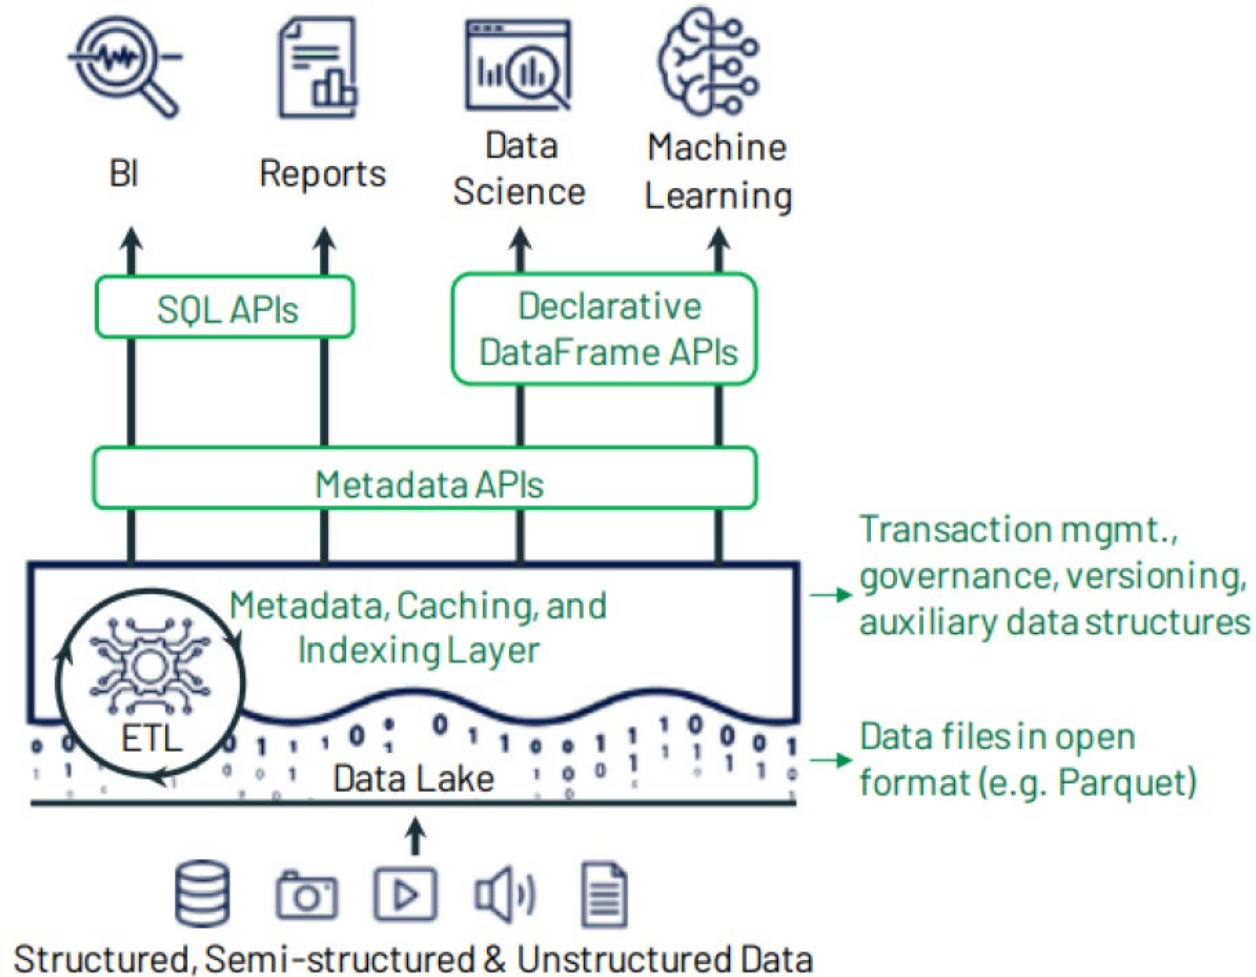 BI
Reports
Data
Science
Machine
Learning
SQL APIs
Declarative
DataFrame APIs
Metadata APIs
Metadata, Caching, and
Indexing Layer
Transaction mgmt.,
governance, versioning,
auxiliary data structures
ETL
Data Lake
Data files in open
format (e.g. Parquet)
Structured, Semi-structured & Unstructured Data